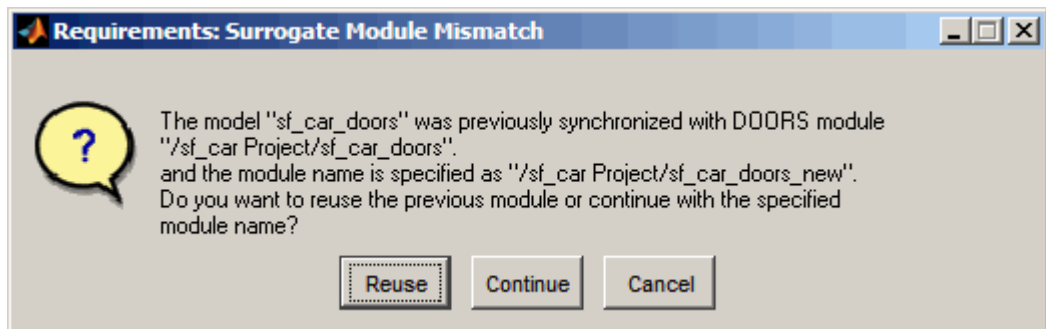 Requirements: Surrogate Module Mismatch
?
The model "sf_car_doors" was previously synchronized with DOORS module
"/sf_car Project/sf_car_doors".
and the module name is specified as "/sf_car Project/sf_car_doors_new".
Do you want to reuse the previous module or continue with the specified
module name?
Reuse Continue Cancel